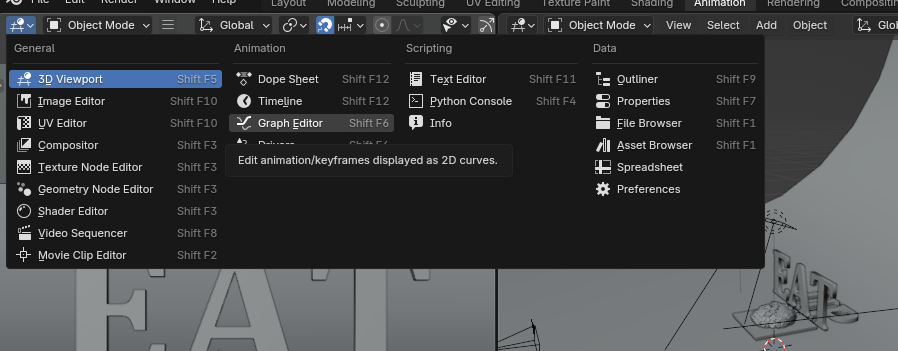 Edit Render Window Help Layout Modeling Sculpting UV Editing Texture Paint Shading Animation Rendering
Object Mode Global Object Mode View Select Add Object
General Animation Scripting Data
3D Viewport Shift F5 Dope Sheet Shift F12 Text Editor Shift F11 Outliner Shift F9
Image Editor Shift F10 Timeline Shift F12 Python Console Shift F4 Properties Shift F7
UV Editor Shift F10 Graph Editor Shift F6 Info File Browser Shift F1
Compositor Shift F3 Drivers Shift F6 Asset Browser Shift F1
Texture Node Editor Shift F3 Edit animation/keyframes displayed as 2D curves. Spreadsheet
Geometry Node Editor Shift F3 Preferences
Shader Editor Shift F3
Video Sequencer Shift F8
Movie Clip Editor Shift F2
EAT
EAT